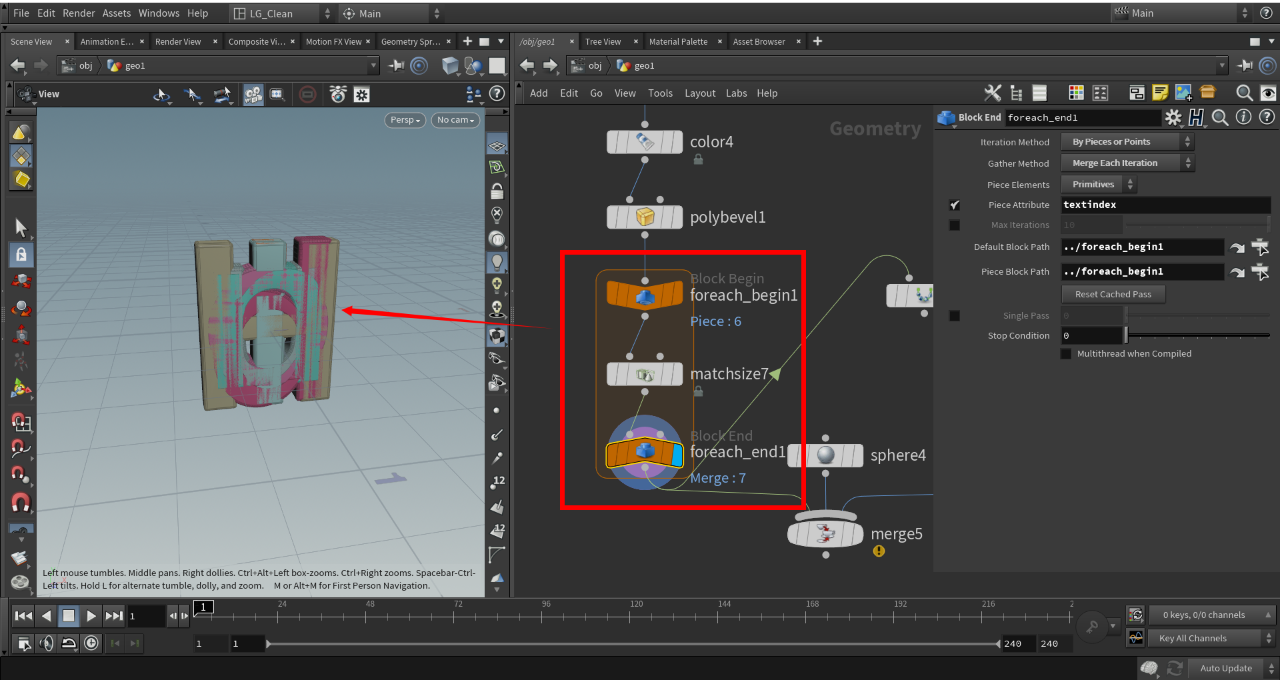 File Edit Render Assets Windows Help LG_Clean Main Main
Scene View Animation E... Render View Composite Vi... Motion FX View Geometry Spr...
/obj/geo1 Tree View Material Palette Asset Browser
obj geo1
obj geo1
View
Add Edit Go View Tools Layout Labs Help
Persp No cam
Geometry
color4
polybevel1
Block Begin
foreach_begin1
Piece : 6
matchsize7
Block End
foreach_end1
Merge : 7
sphere4
merge5
Block End foreach_end1
Iteration Method By Pieces or Points
Gather Method Merge Each Iteration
Piece Elements Primitives
Piece Attribute textindex
Max Iterations 10
Default Block Path ../foreach_begin1
Piece Block Path ../foreach_begin1
Reset Cached Pass
Single Pass 0
Stop Condition 0
Multithread when Compiled
12
12
1
Left mouse tumbles. Middle pans. Right dollies. Ctrl+Alt+Left box-zooms. Ctrl+Right zooms. Spacebar-Ctrl-
Left tilts. Hold L for alternate tumble, dolly, and zoom. M or Alt+M for First Person Navigation.
1 1 24 48 72 96 120 144 168 192 216 2
0 keys, 0/0 channels
1 1 240 240
Key All Channels
Auto Update